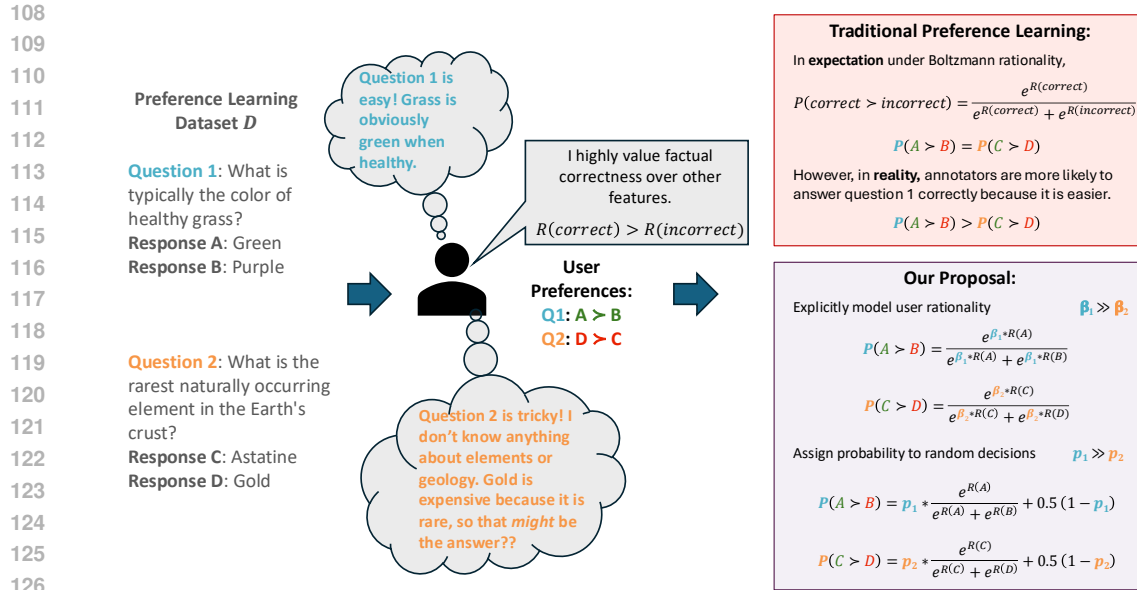 108
109
110
111
112
113
114
115
116
117
118
119
120
121
122
123
124
125
126
Preference Learning
Dataset D
Question 1: What is
typically the color of
healthy grass?
Response A: Green
Response B: Purple
Question 2: What is the
rarest naturally occurring
element in the Earth's
crust?
Response C: Astatine
Response D: Gold
Question 1 is
easy! Grass is
obviously
green when
healthy.
I highly value factual
correctness over other
features.
R(correct) > R(incorrect)
User
Preferences:
Q1: A ≻ B
Q2: D ≻ C
Question 2 is tricky! I
don't know anything
about elements or
geology. Gold is
expensive because it is
rare, so that might be
the answer??
Traditional Preference Learning:
In expectation under Boltzmann rationality,
P(correct ≻ incorrect) = e^{R(correct)} / (e^{R(correct)} + e^{R(incorrect)})
P(A ≻ B) = P(C ≻ D)
However, in reality, annotators are more likely to
answer question 1 correctly because it is easier.
P(A ≻ B) > P(C ≻ D)
Our Proposal:
Explicitly model user rationality β₁ ≫ β₂
P(A ≻ B) = e^{β₁*R(A)} / (e^{β₁*R(A)} + e^{β₁*R(B)})
P(C ≻ D) = e^{β₂*R(C)} / (e^{β₂*R(C)} + e^{β₂*R(D)})
Assign probability to random decisions p₁ ≫ p₂
P(A ≻ B) = p₁ * e^{R(A)} / (e^{R(A)} + e^{R(B)}) + 0.5 (1 − p₁)
P(C ≻ D) = p₂ * e^{R(C)} / (e^{R(C)} + e^{R(D)}) + 0.5 (1 − p₂)